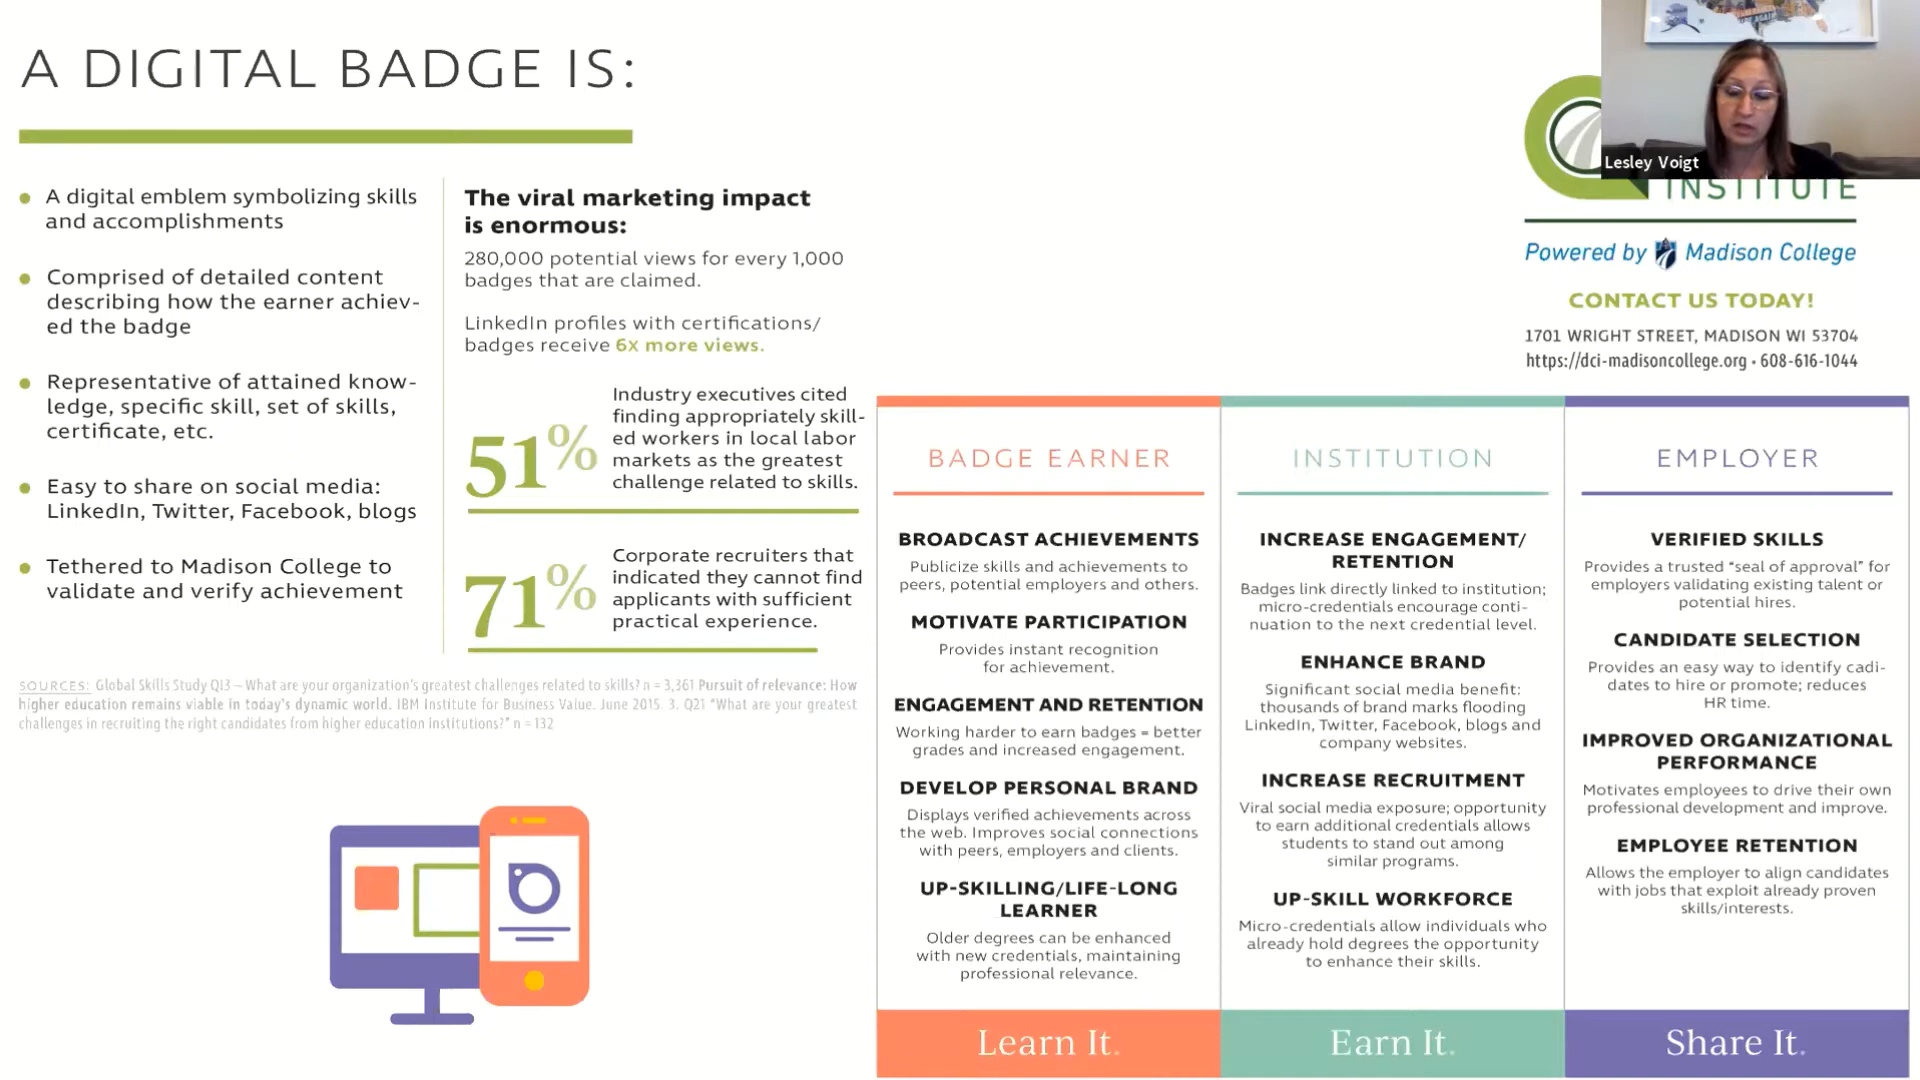 A DIGITAL BADGE IS:
A digital emblem symbolizing skills
and accomplishments
Comprised of detailed content
describing how the earner achiev-
ed the badge
Representative of attained know-
ledge, specific skill, set of skills,
certificate, etc.
Easy to share on social media:
LinkedIn, Twitter, Facebook, blogs
Tethered to Madison College to
validate and verify achievement
The viral marketing impact
is enormous:
280,000 potential views for every 1,000
badges that are claimed.
LinkedIn profiles with certifications/
badges receive 6x more views.
51%
Industry executives cited
finding appropriately skill-
ed workers in local labor
markets as the greatest
challenge related to skills.
71%
Corporate recruiters that
indicated they cannot find
applicants with sufficient
practical experience.
SOURCES: Global Skills Study QI3—What are your organization's greatest challenges related to skills? n = 3,361 Pursuit of relevance: How
higher education remains viable in today's dynamic world. IBM Institute for Business Value. June 2015. 3. Q21 "What are your greatest
challenges in recruiting the right candidates from higher education institutions?" n = 132
Lesley Voigt
INSTITUTE
Powered by Madison College
CONTACT US TODAY!
1701 WRIGHT STREET, MADISON WI 53704
https://dci-madisoncollege.org • 608-616-1044
BADGE EARNER
BROADCAST ACHIEVEMENTS
Publicize skills and achievements to
peers, potential employers and others.
MOTIVATE PARTICIPATION
Provides instant recognition
for achievement.
ENGAGEMENT AND RETENTION
Working harder to earn badges = better
grades and increased engagement.
DEVELOP PERSONAL BRAND
Displays verified achievements across
the web. Improves social connections
with peers, employers and clients.
UP-SKILLING/LIFE-LONG
LEARNER
Older degrees can be enhanced
with new credentials, maintaining
professional relevance.
Learn It.
INSTITUTION
INCREASE ENGAGEMENT/
RETENTION
Badges link directly linked to institution;
micro-credentials encourage conti-
nuation to the next credential level.
ENHANCE BRAND
Significant social media benefit:
thousands of brand marks flooding
LinkedIn, Twitter, Facebook, blogs and
company websites.
INCREASE RECRUITMENT
Viral social media exposure; opportunity
to earn additional credentials allows
students to stand out among
similar programs.
UP-SKILL WORKFORCE
Micro-credentials allow individuals who
already hold degrees the opportunity
to enhance their skills.
Earn It.
EMPLOYER
VERIFIED SKILLS
Provides a trusted “seal of approval” for
employers validating existing talent or
potential hires.
CANDIDATE SELECTION
Provides an easy way to identify cadi-
dates to hire or promote; reduces
HR time.
IMPROVED ORGANIZATIONAL
PERFORMANCE
Motivates employees to drive their own
professional development and improve.
EMPLOYEE RETENTION
Allows the employer to align candidates
with jobs that exploit already proven
skills/interests.
Share It.